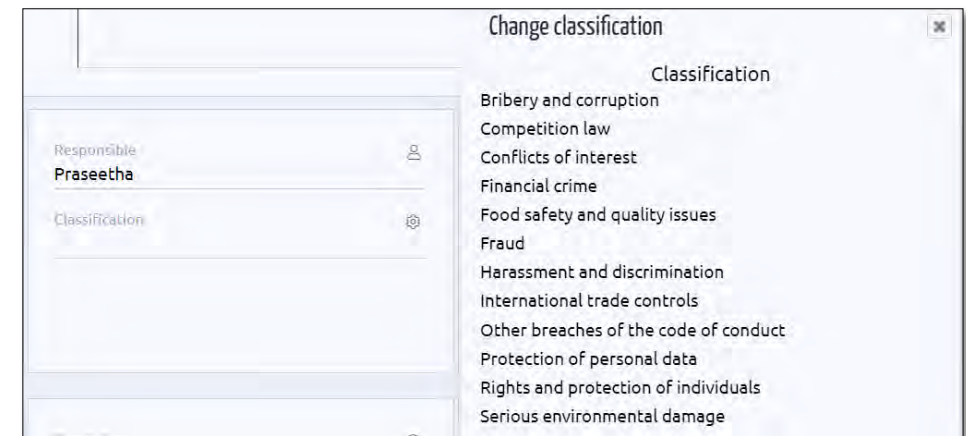 Change classification
Classification
Bribery and corruption
Competition law
Conflicts of interest
Financial crime
Food safety and quality issues
Fraud
Harassment and discrimination
International trade controls
Other breaches of the code of conduct
Protection of personal data
Rights and protection of individuals
Serious environmental damage
Responsible
Praseetha
Classification